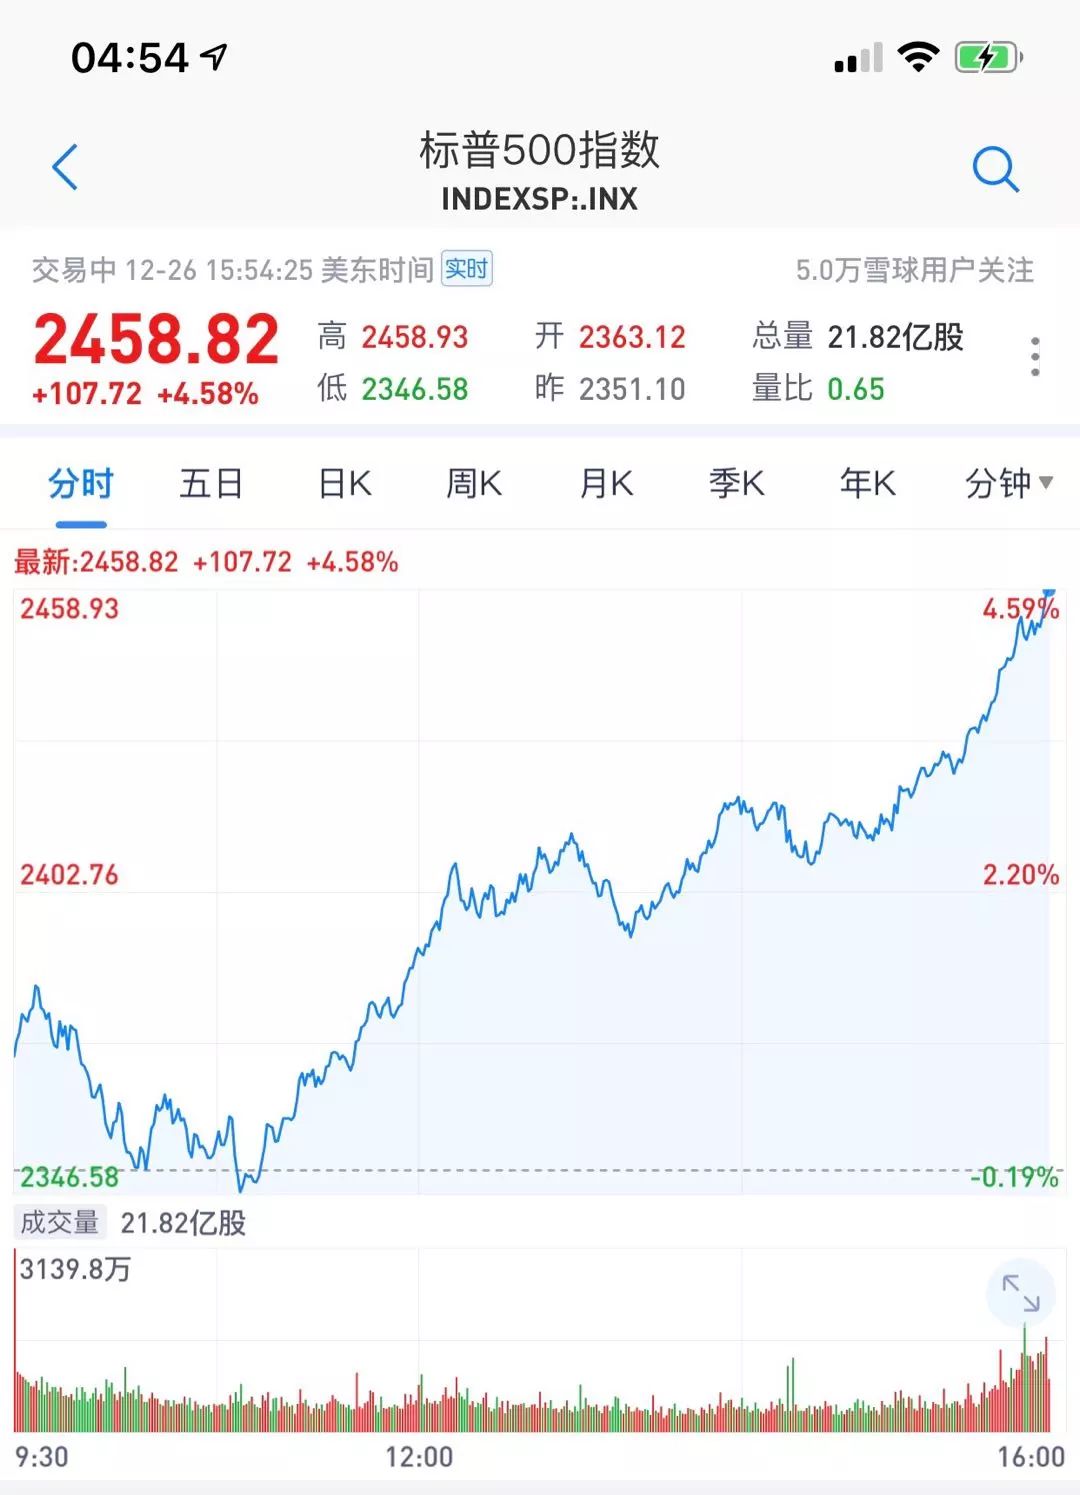 04:54
标普500指数
INDEXSP:.INX
交易中 12-26 15:54:25 美东时间 实时 5.0万雪球用户关注
2458.82 高 2458.93 开 2363.12 总量 21.82亿股
+107.72 +4.58% 低 2346.58 昨 2351.10 量比 0.65
分时 五日 日K 周K 月K 季K 年K 分钟
最新:2458.82 +107.72 +4.58%
2458.93 4.59%
2402.76 2.20%
2346.58 -0.19%
成交量 21.82亿股
3139.8万
9:30 12:00 16:00